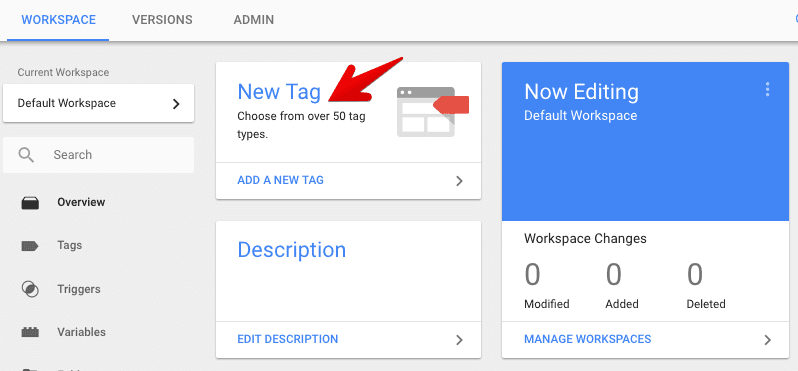 WORKSPACE VERSIONS ADMIN
Current Workspace
Default Workspace
Search
Overview
Tags
Triggers
Variables
New Tag
Choose from over 50 tag
types.
ADD A NEW TAG
Description
EDIT DESCRIPTION
Now Editing
Default Workspace
Workspace Changes
0 0 0
Modified Added Deleted
MANAGE WORKSPACES